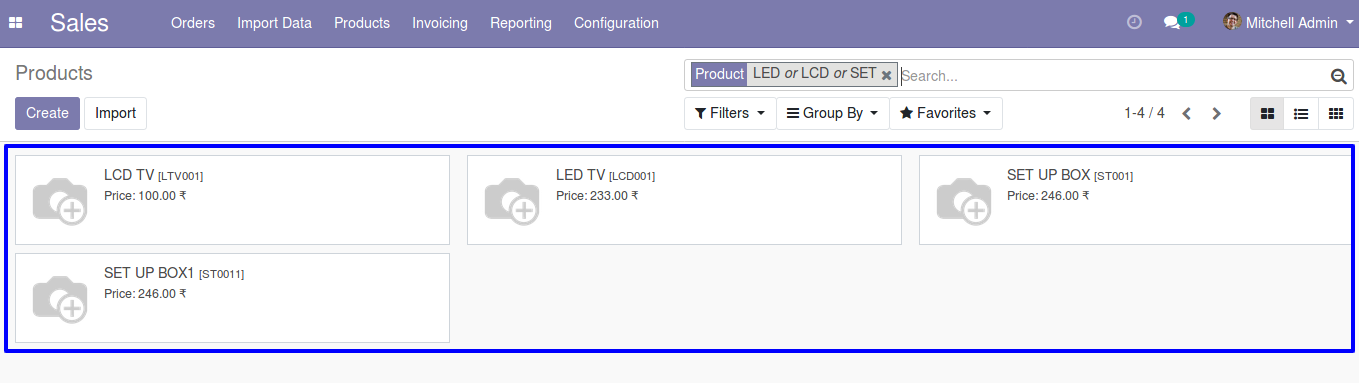 Sales Orders Import Data Products Invoicing Reporting Configuration 1 Mitchell Admin
Products
Product LED or LCD or SET Search...
Create Import Filters Group By Favorites 1-4 / 4
LCD TV [LTV001]
Price: 100.00 ₹
LED TV [LCD001]
Price: 233.00 ₹
SET UP BOX [ST001]
Price: 246.00 ₹
SET UP BOX1 [ST0011]
Price: 246.00 ₹